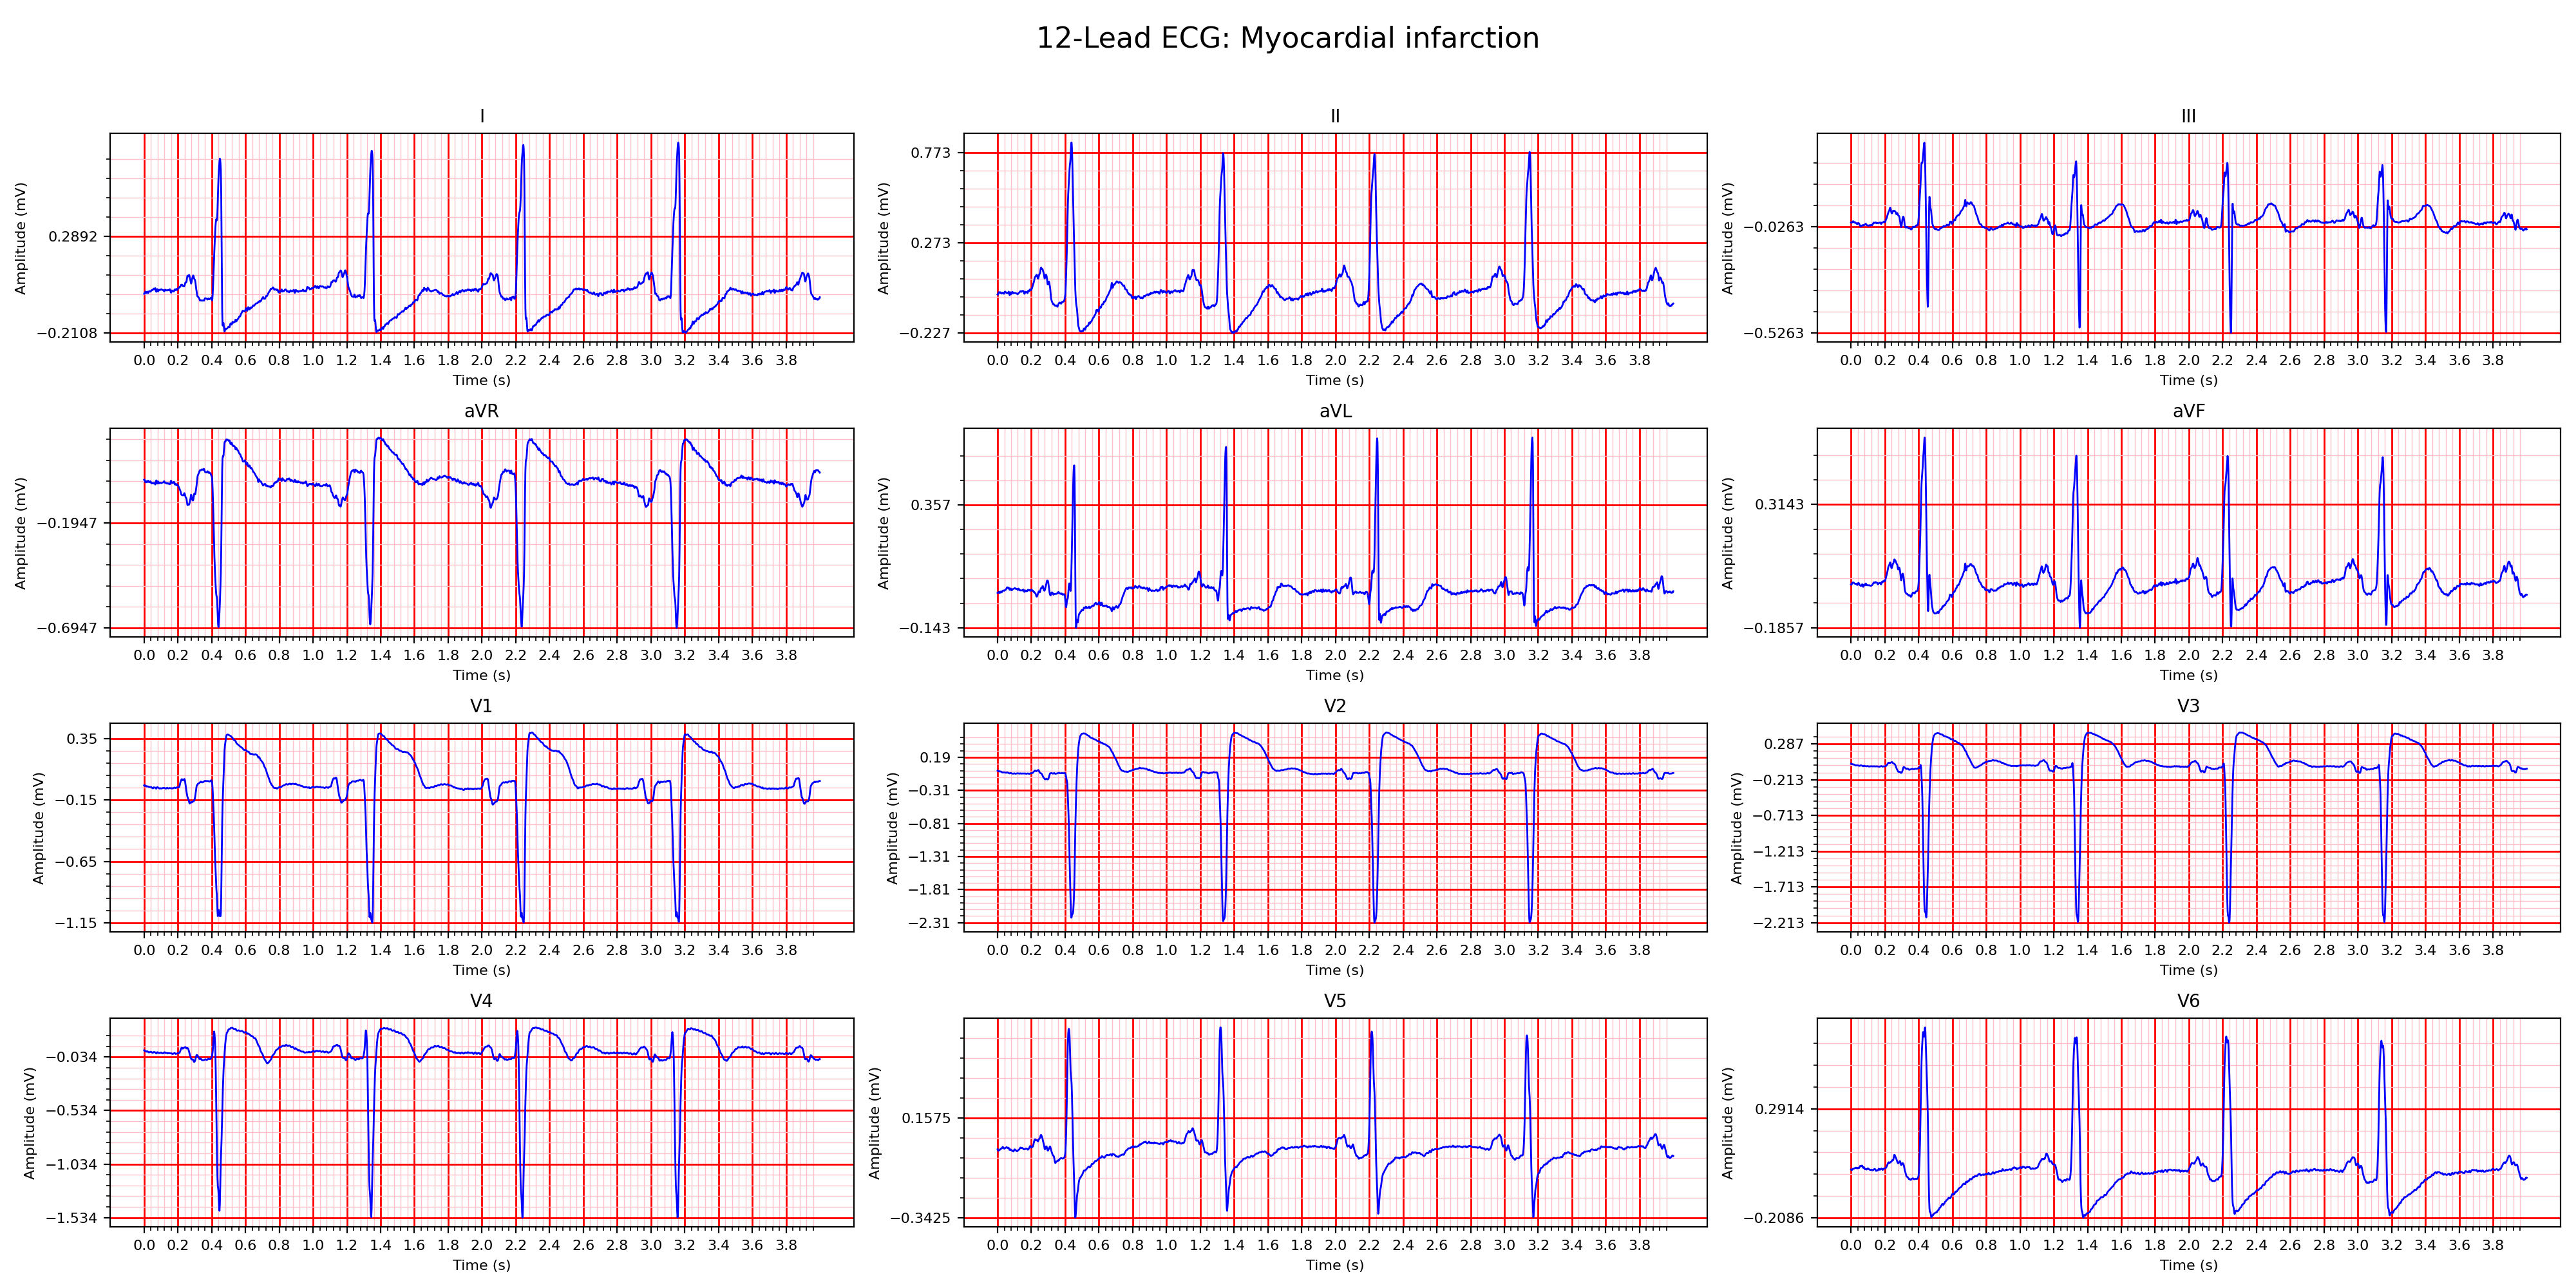 12-Lead ECG: Myocardial infarction
I
Amplitude (mV)
0.2892
−0.2108
0.0 0.2 0.4 0.6 0.8 1.0 1.2 1.4 1.6 1.8 2.0 2.2 2.4 2.6 2.8 3.0 3.2 3.4 3.6 3.8
Time (s)
II
Amplitude (mV)
0.773
0.273
−0.227
0.0 0.2 0.4 0.6 0.8 1.0 1.2 1.4 1.6 1.8 2.0 2.2 2.4 2.6 2.8 3.0 3.2 3.4 3.6 3.8
Time (s)
III
Amplitude (mV)
−0.0263
−0.5263
0.0 0.2 0.4 0.6 0.8 1.0 1.2 1.4 1.6 1.8 2.0 2.2 2.4 2.6 2.8 3.0 3.2 3.4 3.6 3.8
Time (s)
aVR
Amplitude (mV)
−0.1947
−0.6947
0.0 0.2 0.4 0.6 0.8 1.0 1.2 1.4 1.6 1.8 2.0 2.2 2.4 2.6 2.8 3.0 3.2 3.4 3.6 3.8
Time (s)
aVL
Amplitude (mV)
0.357
−0.143
0.0 0.2 0.4 0.6 0.8 1.0 1.2 1.4 1.6 1.8 2.0 2.2 2.4 2.6 2.8 3.0 3.2 3.4 3.6 3.8
Time (s)
aVF
Amplitude (mV)
0.3143
−0.1857
0.0 0.2 0.4 0.6 0.8 1.0 1.2 1.4 1.6 1.8 2.0 2.2 2.4 2.6 2.8 3.0 3.2 3.4 3.6 3.8
Time (s)
V1
Amplitude (mV)
0.35
−0.15
−0.65
−1.15
0.0 0.2 0.4 0.6 0.8 1.0 1.2 1.4 1.6 1.8 2.0 2.2 2.4 2.6 2.8 3.0 3.2 3.4 3.6 3.8
Time (s)
V2
Amplitude (mV)
0.19
−0.31
−0.81
−1.31
−1.81
−2.31
0.0 0.2 0.4 0.6 0.8 1.0 1.2 1.4 1.6 1.8 2.0 2.2 2.4 2.6 2.8 3.0 3.2 3.4 3.6 3.8
Time (s)
V3
Amplitude (mV)
0.287
−0.213
−0.713
−1.213
−1.713
−2.213
0.0 0.2 0.4 0.6 0.8 1.0 1.2 1.4 1.6 1.8 2.0 2.2 2.4 2.6 2.8 3.0 3.2 3.4 3.6 3.8
Time (s)
V4
Amplitude (mV)
−0.034
−0.534
−1.034
−1.534
0.0 0.2 0.4 0.6 0.8 1.0 1.2 1.4 1.6 1.8 2.0 2.2 2.4 2.6 2.8 3.0 3.2 3.4 3.6 3.8
Time (s)
V5
Amplitude (mV)
0.1575
−0.3425
0.0 0.2 0.4 0.6 0.8 1.0 1.2 1.4 1.6 1.8 2.0 2.2 2.4 2.6 2.8 3.0 3.2 3.4 3.6 3.8
Time (s)
V6
Amplitude (mV)
0.2914
−0.2086
0.0 0.2 0.4 0.6 0.8 1.0 1.2 1.4 1.6 1.8 2.0 2.2 2.4 2.6 2.8 3.0 3.2 3.4 3.6 3.8
Time (s)